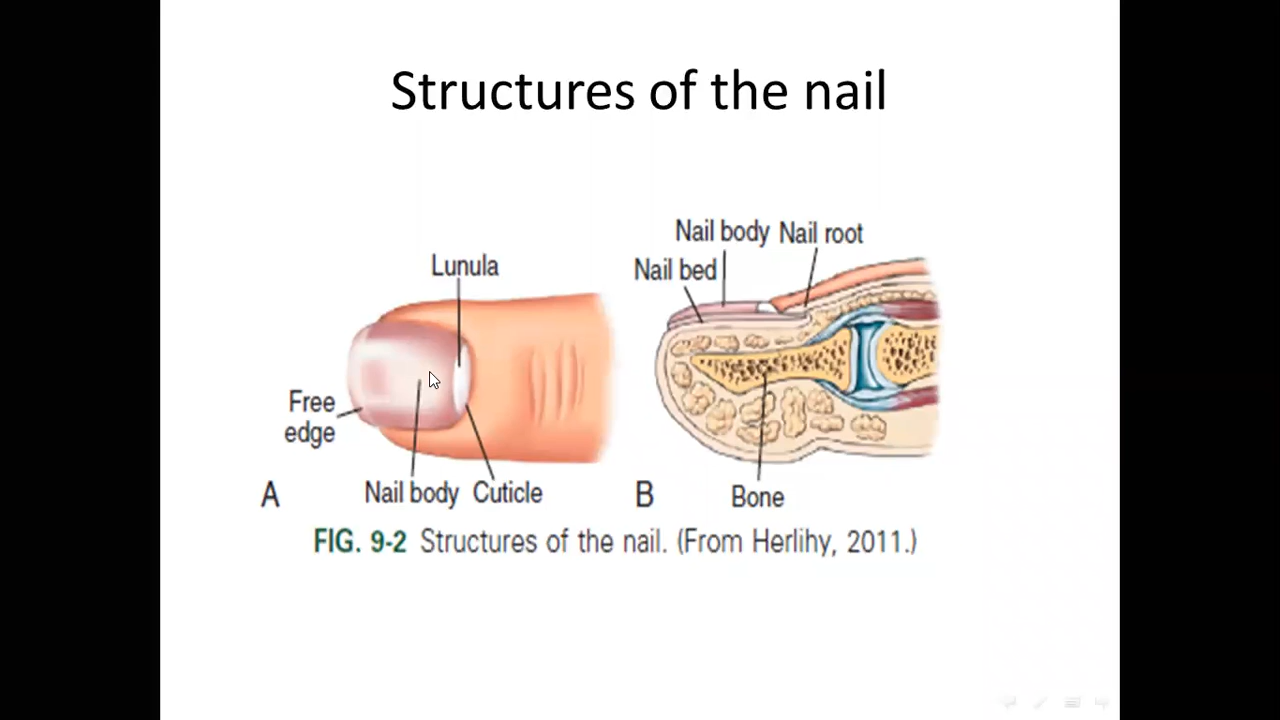 Structures of the nail
Lunula
Free
edge
Nail body Cuticle
A
Nail body Nail root
Nail bed
B
Bone
FIG. 9-2 Structures of the nail. (From Herlihy, 2011.)